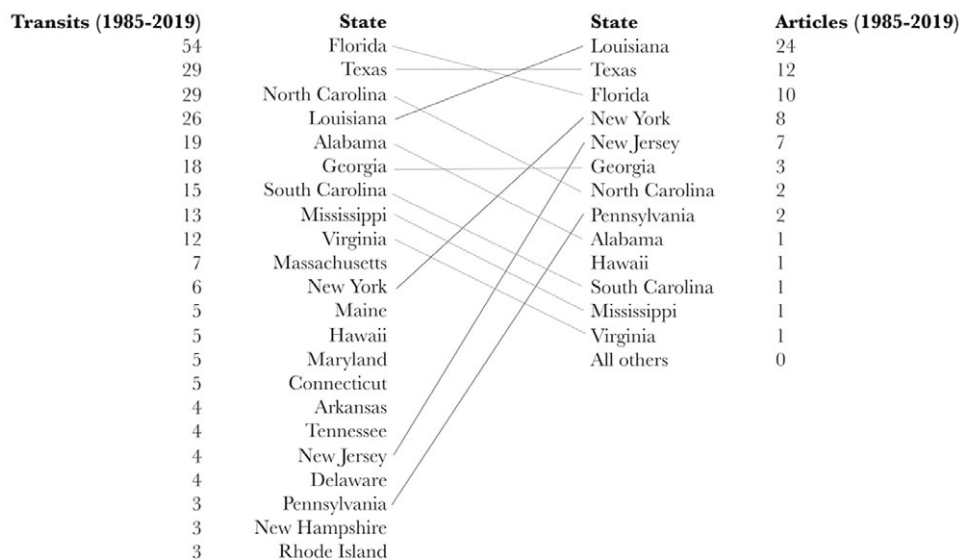 Transits (1985-2019) State State Articles (1985-2019)
54 Florida Louisiana 24
29 Texas Texas 12
29 North Carolina Florida 10
26 Louisiana New York 8
19 Alabama New Jersey 7
18 Georgia Georgia 3
15 South Carolina North Carolina 2
13 Mississippi Pennsylvania 2
12 Virginia Alabama 1
7 Massachusetts Hawaii 1
6 New York South Carolina 1
5 Maine Mississippi 1
5 Hawaii Virginia 1
5 Maryland All others 0
5 Connecticut
4 Arkansas
4 Tennessee
4 New Jersey
4 Delaware
3 Pennsylvania
3 New Hampshire
3 Rhode Island